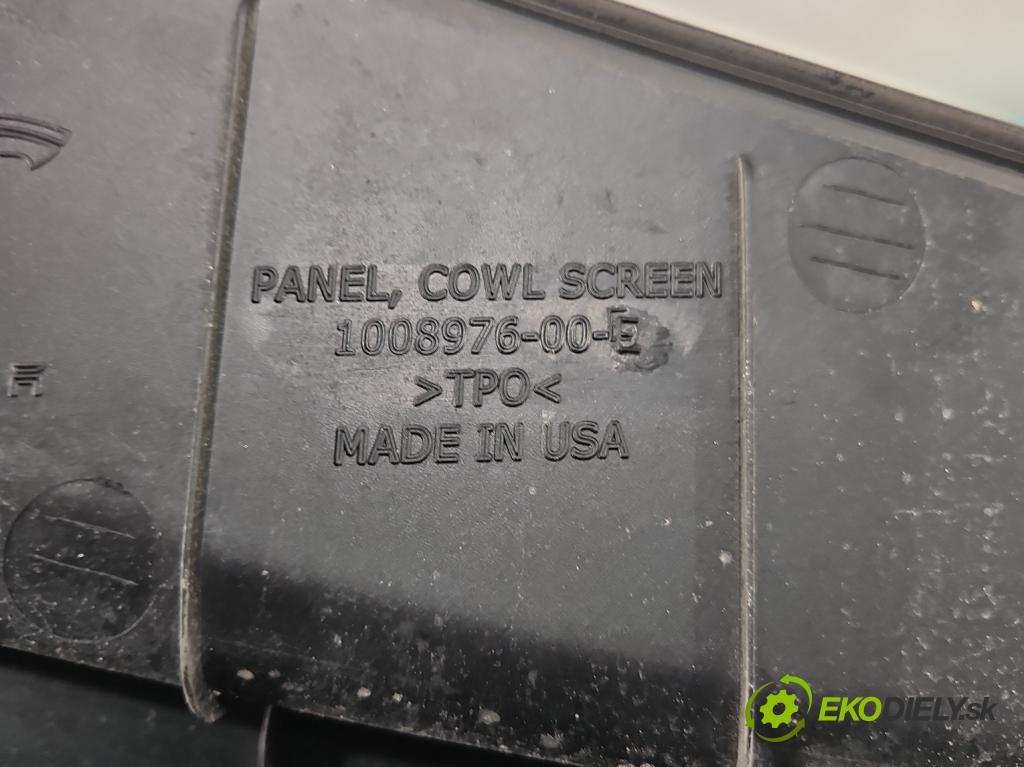 PANEL, COWL SCREEN
1008976-00-E
>TPO<
MADE IN USA
EKODIELY.sk